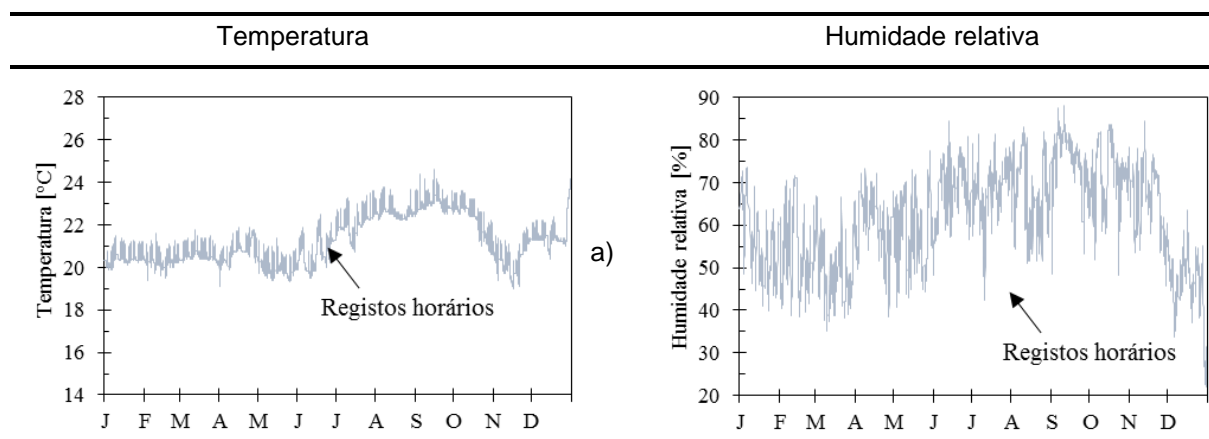 Temperatura
Humidade relativa
28
26
24
22
20
18
16
14
Temperatura [ºC]
Registos horários
J F M A M J J A S O N D
a)
90
80
70
60
50
40
30
20
Humidade relativa [%]
Registos horários
J F M A M J J A S O N D